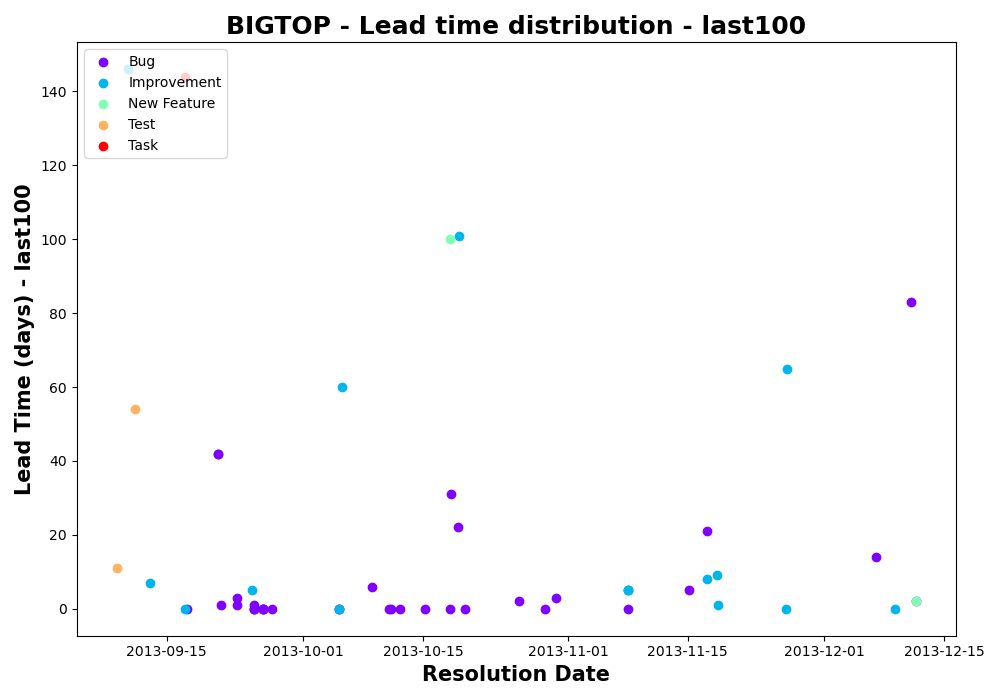 BIGTOP - Lead time distribution - last100
Bug
Improvement
New Feature
Test
Task
Lead Time (days) - last100
140
120
100
80
60
40
20
0
2013-09-15
2013-10-01
2013-10-15
2013-11-01
2013-11-15
2013-12-01
2013-12-15
Resolution Date